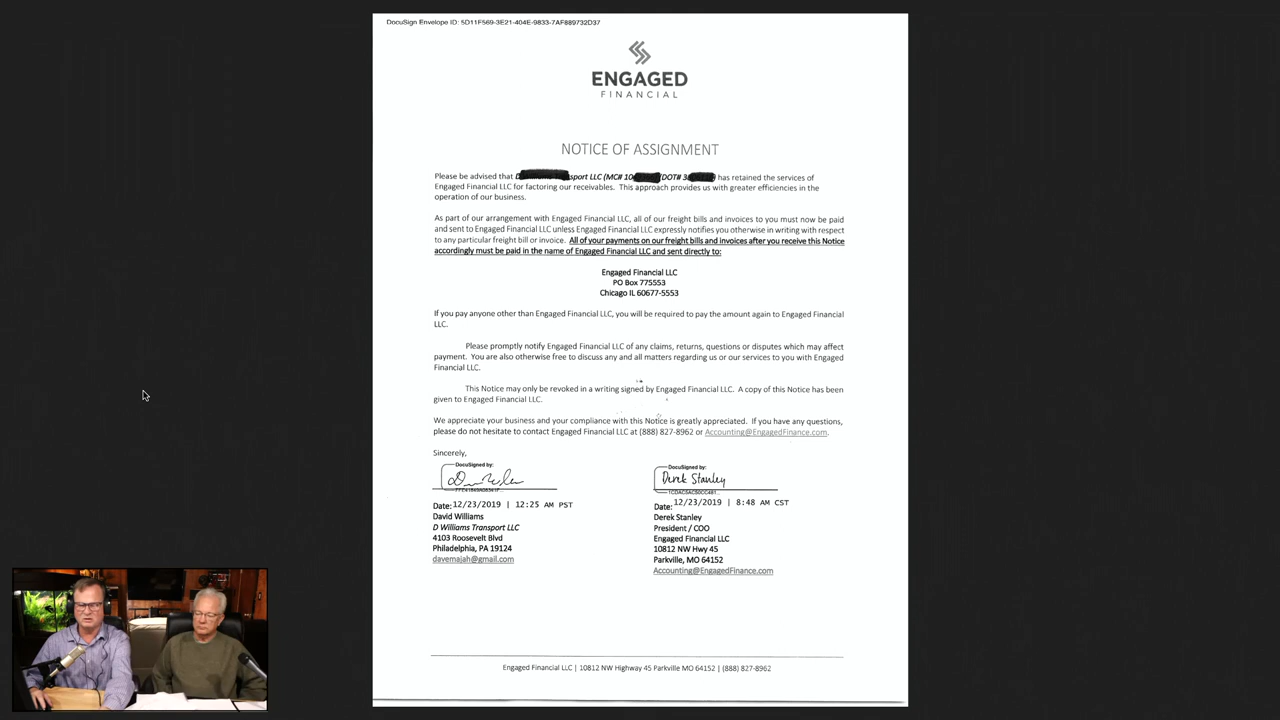 DocuSign Envelope ID: 5D11F569-3E21-404E-9833-7AF889732D37
ENGAGED
FINANCIAL
NOTICE OF ASSIGNMENT
Please be advised that sport LLC (MC# 10 (DOT# 3 ) has retained the services of
Engaged Financial LLC for factoring our receivables. This approach provides us with greater efficiencies in the
operation of our business.
As part of our arrangement with Engaged Financial LLC, all of our freight bills and invoices to you must now be paid
and sent to Engaged Financial LLC unless Engaged Financial LLC expressly notifies you otherwise in writing with respect
to any particular freight bill or invoice. All of your payments on our freight bills and invoices after you receive this Notice
accordingly must be paid in the name of Engaged Financial LLC and sent directly to:
Engaged Financial LLC
PO Box 775553
Chicago IL 60677-5553
If you pay anyone other than Engaged Financial LLC, you will be required to pay the amount again to Engaged Financial
LLC.
Please promptly notify Engaged Financial LLC of any claims, returns, questions or disputes which may affect
payment. You are also otherwise free to discuss any and all matters regarding us or our services to you with Engaged
Financial LLC.
This Notice may only be revoked in a writing signed by Engaged Financial LLC. A copy of this Notice has been
given to Engaged Financial LLC.
We appreciate your business and your compliance with this Notice is greatly appreciated. If you have any questions,
please do not hesitate to contact Engaged Financial LLC at (888) 827-8962 or Accounting@EngagedFinance.com.
Sincerely,
DocuSigned by:
Date: 12/23/2019 | 12:25 AM PST
David Williams
D Williams Transport LLC
4103 Roosevelt Blvd
Philadelphia, PA 19124
davemajah@gmail.com
DocuSigned by:
Derek Stanley
Date: 12/23/2019 | 8:48 AM CST
Derek Stanley
President / COO
Engaged Financial LLC
10812 NW Hwy 45
Parkville, MO 64152
Accounting@EngagedFinance.com
Engaged Financial LLC | 10812 NW Highway 45 Parkville MO 64152 | (888) 827-8962